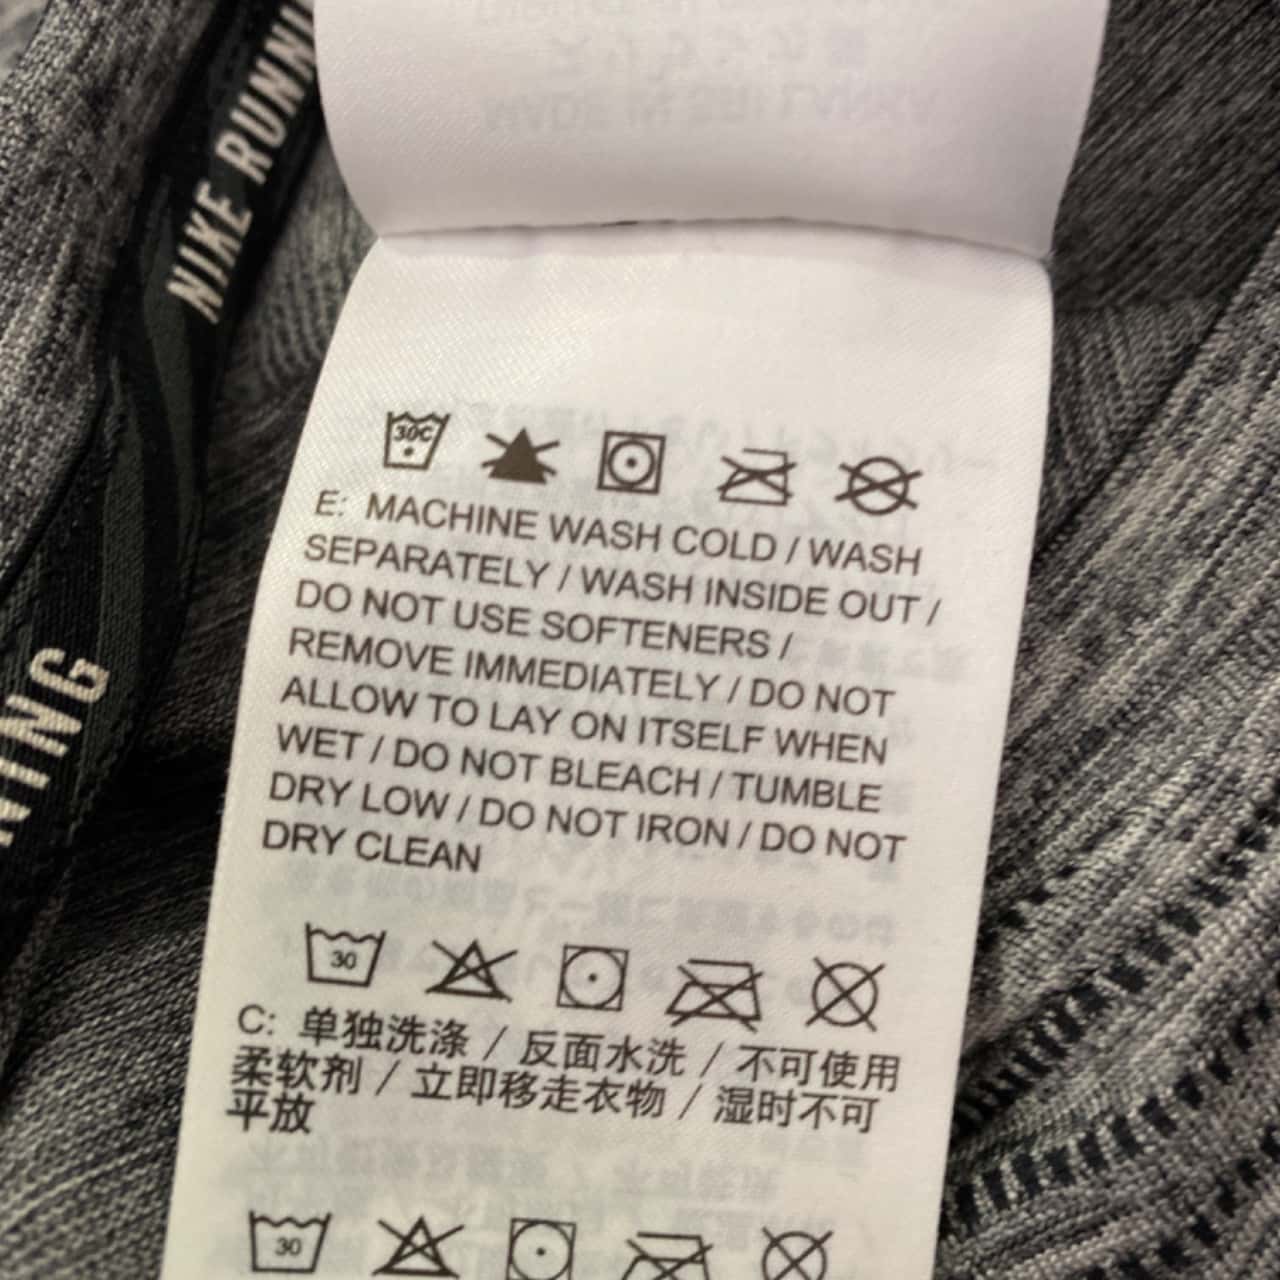 NIKE RUNNI
NING
30C
E: MACHINE WASH COLD / WASH
SEPARATELY / WASH INSIDE OUT /
DO NOT USE SOFTENERS /
REMOVE IMMEDIATELY / DO NOT
ALLOW TO LAY ON ITSELF WHEN
WET / DO NOT BLEACH / TUMBLE
DRY LOW / DO NOT IRON / DO NOT
DRY CLEAN
30
C: 单独洗涤 / 反面水洗 / 不可使用
柔软剂 / 立即移走衣物 / 湿时不可
平放
30